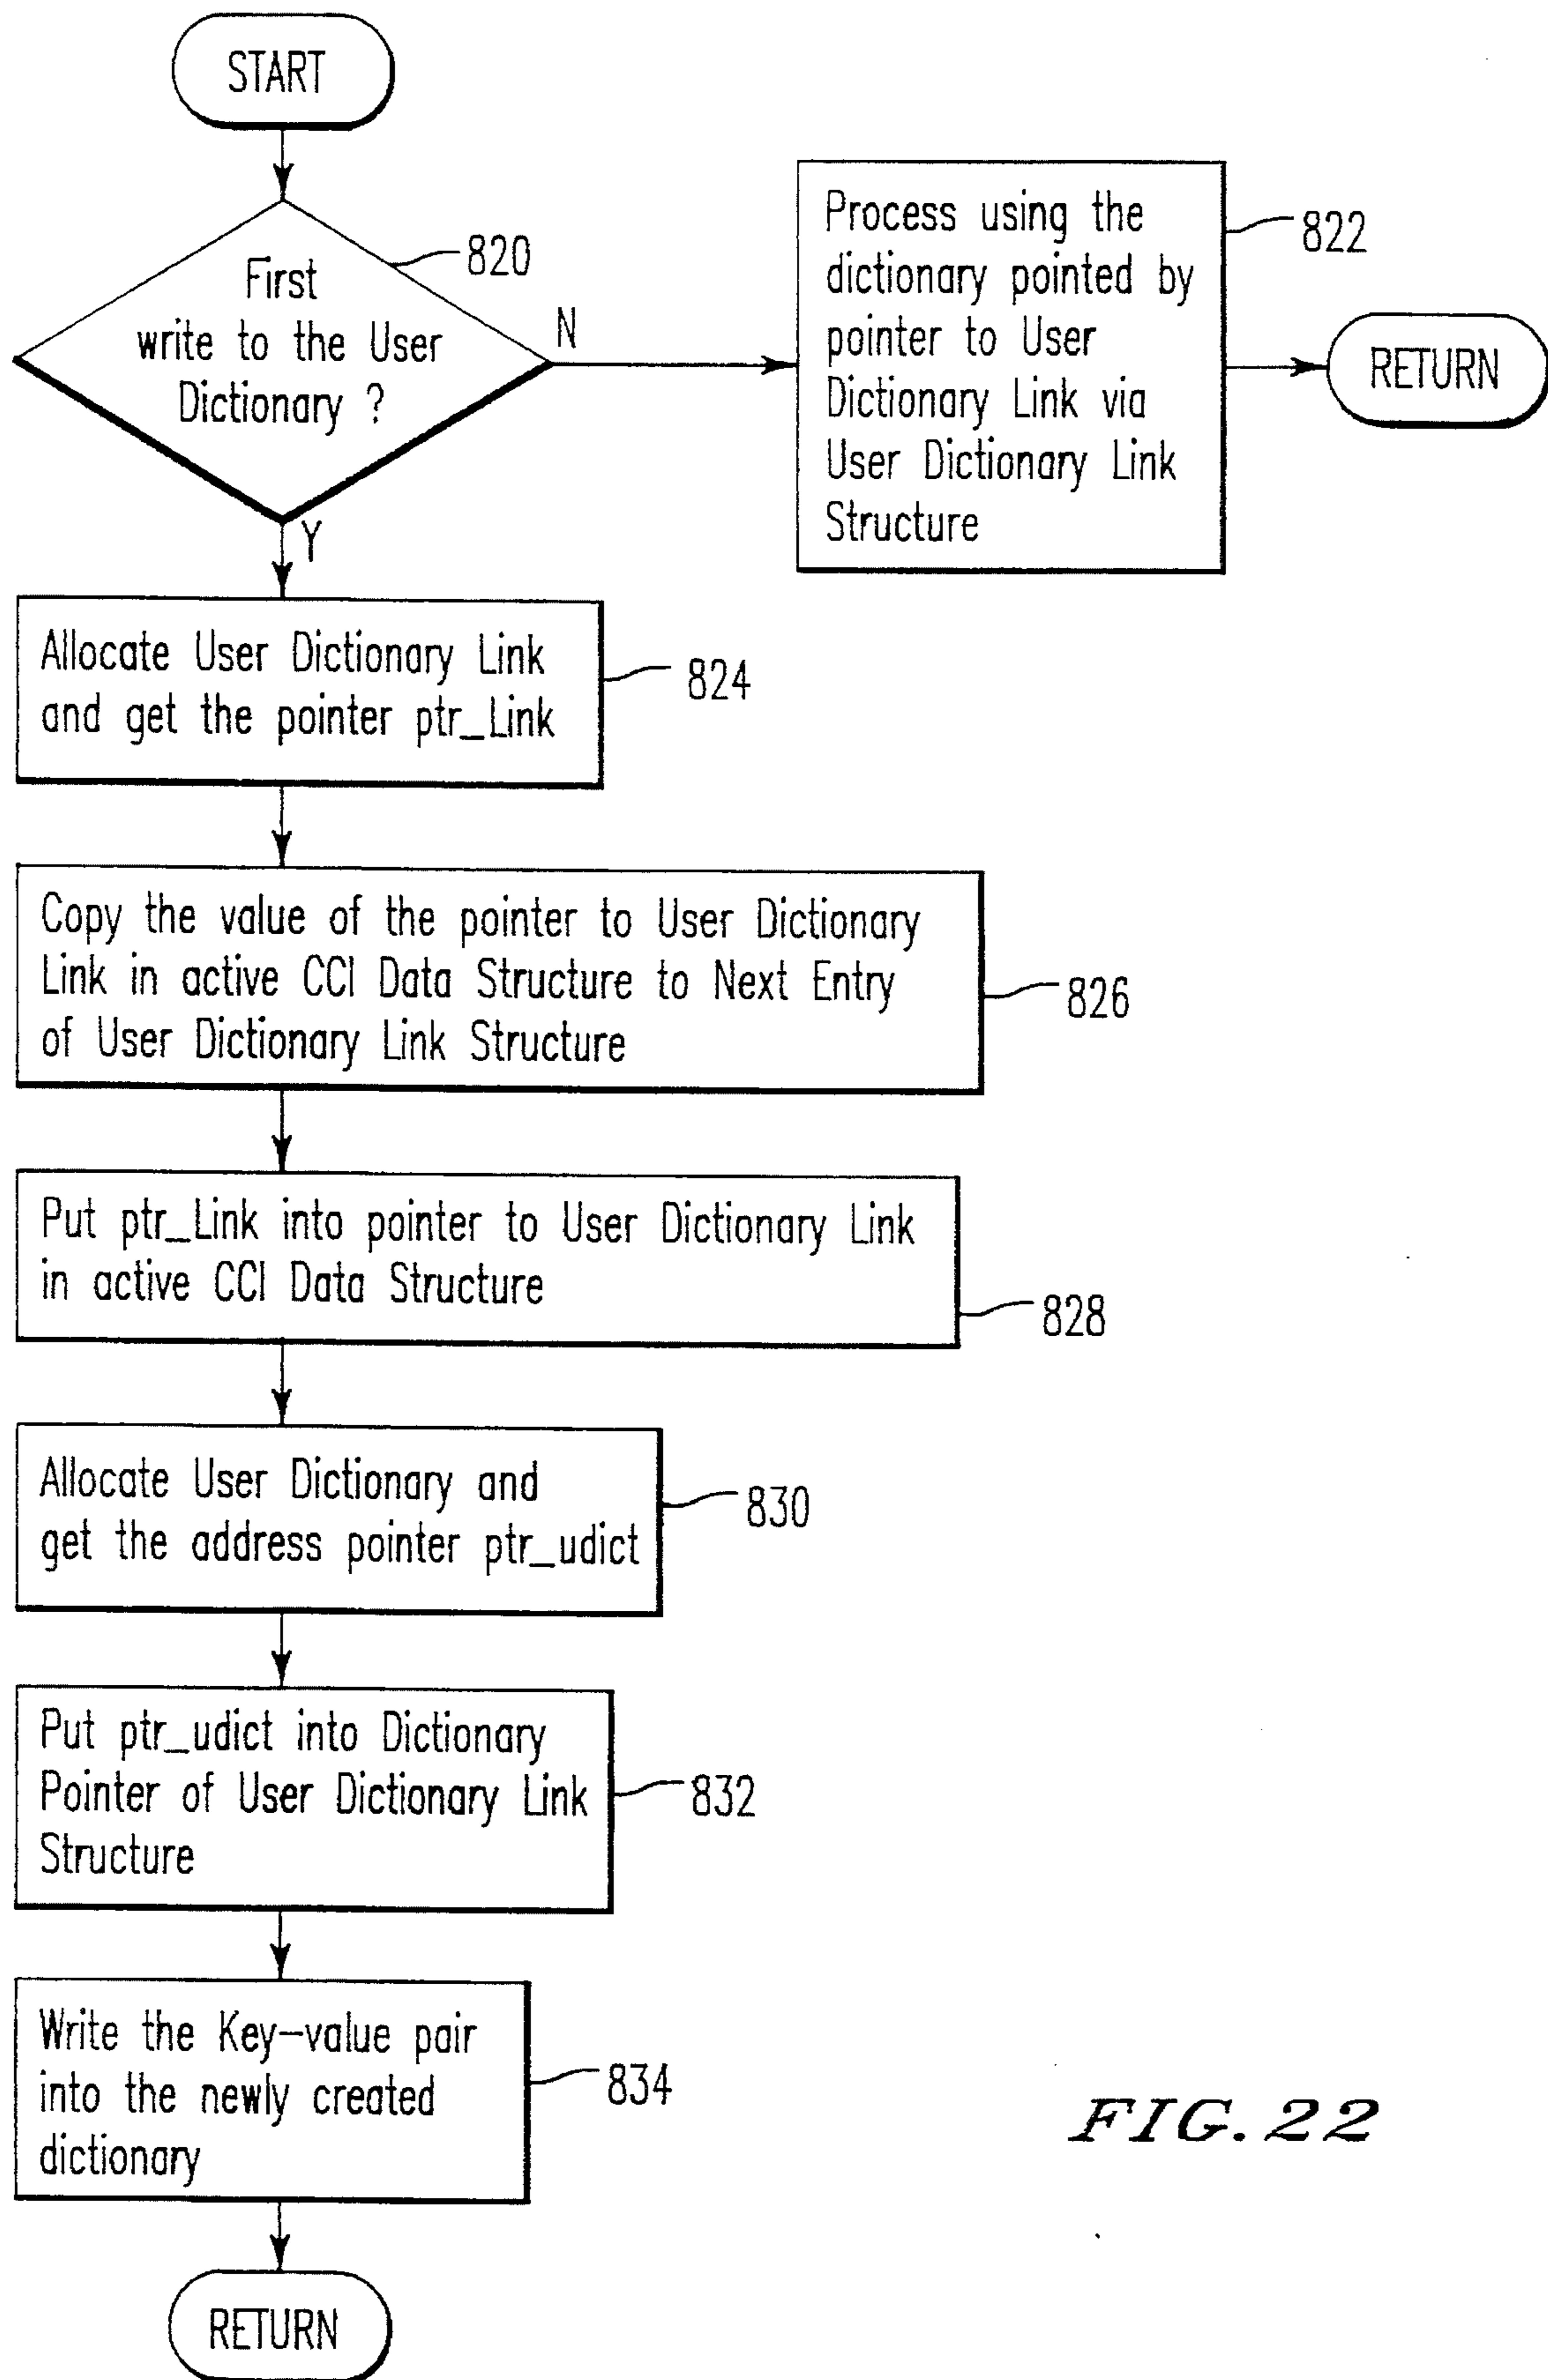 START
First
write to the User
Dictionary ?
820
N
Process using the
dictionary pointed by
pointer to User
Dictionary Link via
User Dictionary Link
Structure
822
RETURN
Y
Allocate User Dictionary Link
and get the pointer ptr_Link
824
Copy the value of the pointer to User Dictionary
Link in active CCI Data Structure to Next Entry
of User Dictionary Link Structure
826
Put ptr_Link into pointer to User Dictionary Link
in active CCI Data Structure
828
Allocate User Dictionary and
get the address pointer ptr_udict
830
Put ptr_udict into Dictionary
Pointer of User Dictionary Link
Structure
832
Write the Key-value pair
into the newly created
dictionary
834
RETURN
FIG. 22